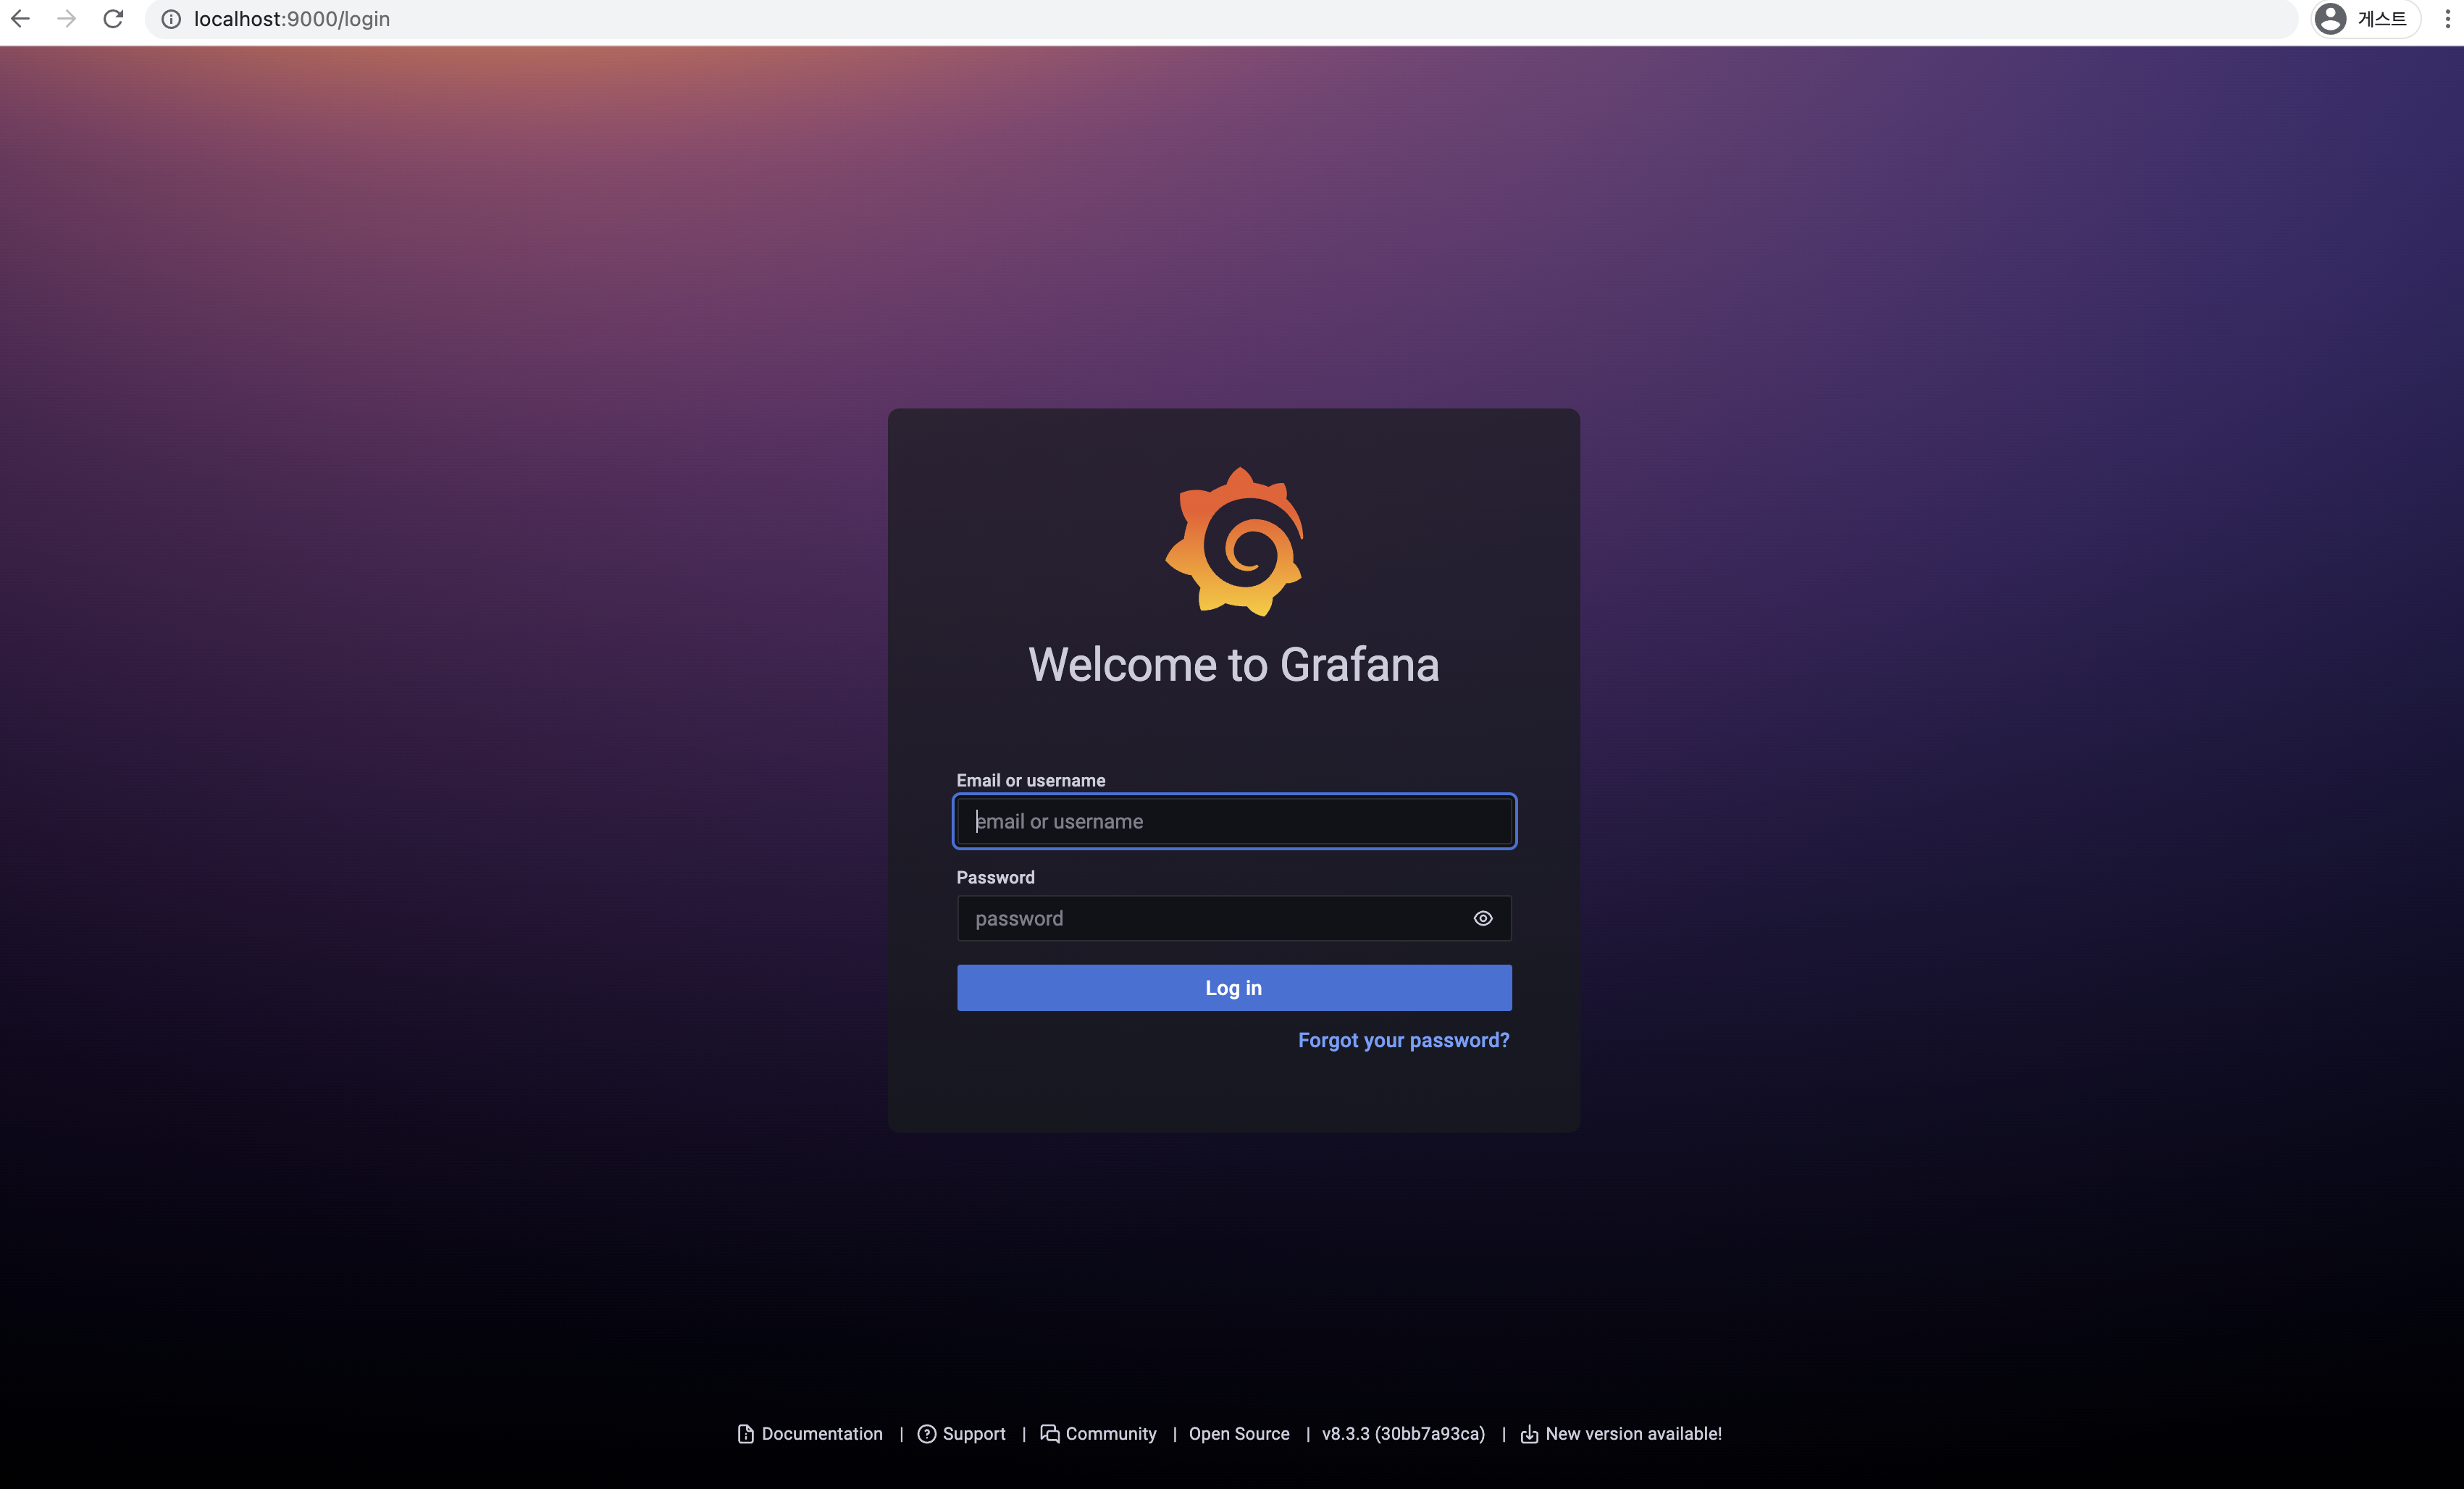 localhost:9000/login
게스트
Welcome to Grafana
Email or username
email or username
Password
password
Log in
Forgot your password?
Documentation | Support | Community | Open Source | v8.3.3 (30bb7a93ca) | New version available!